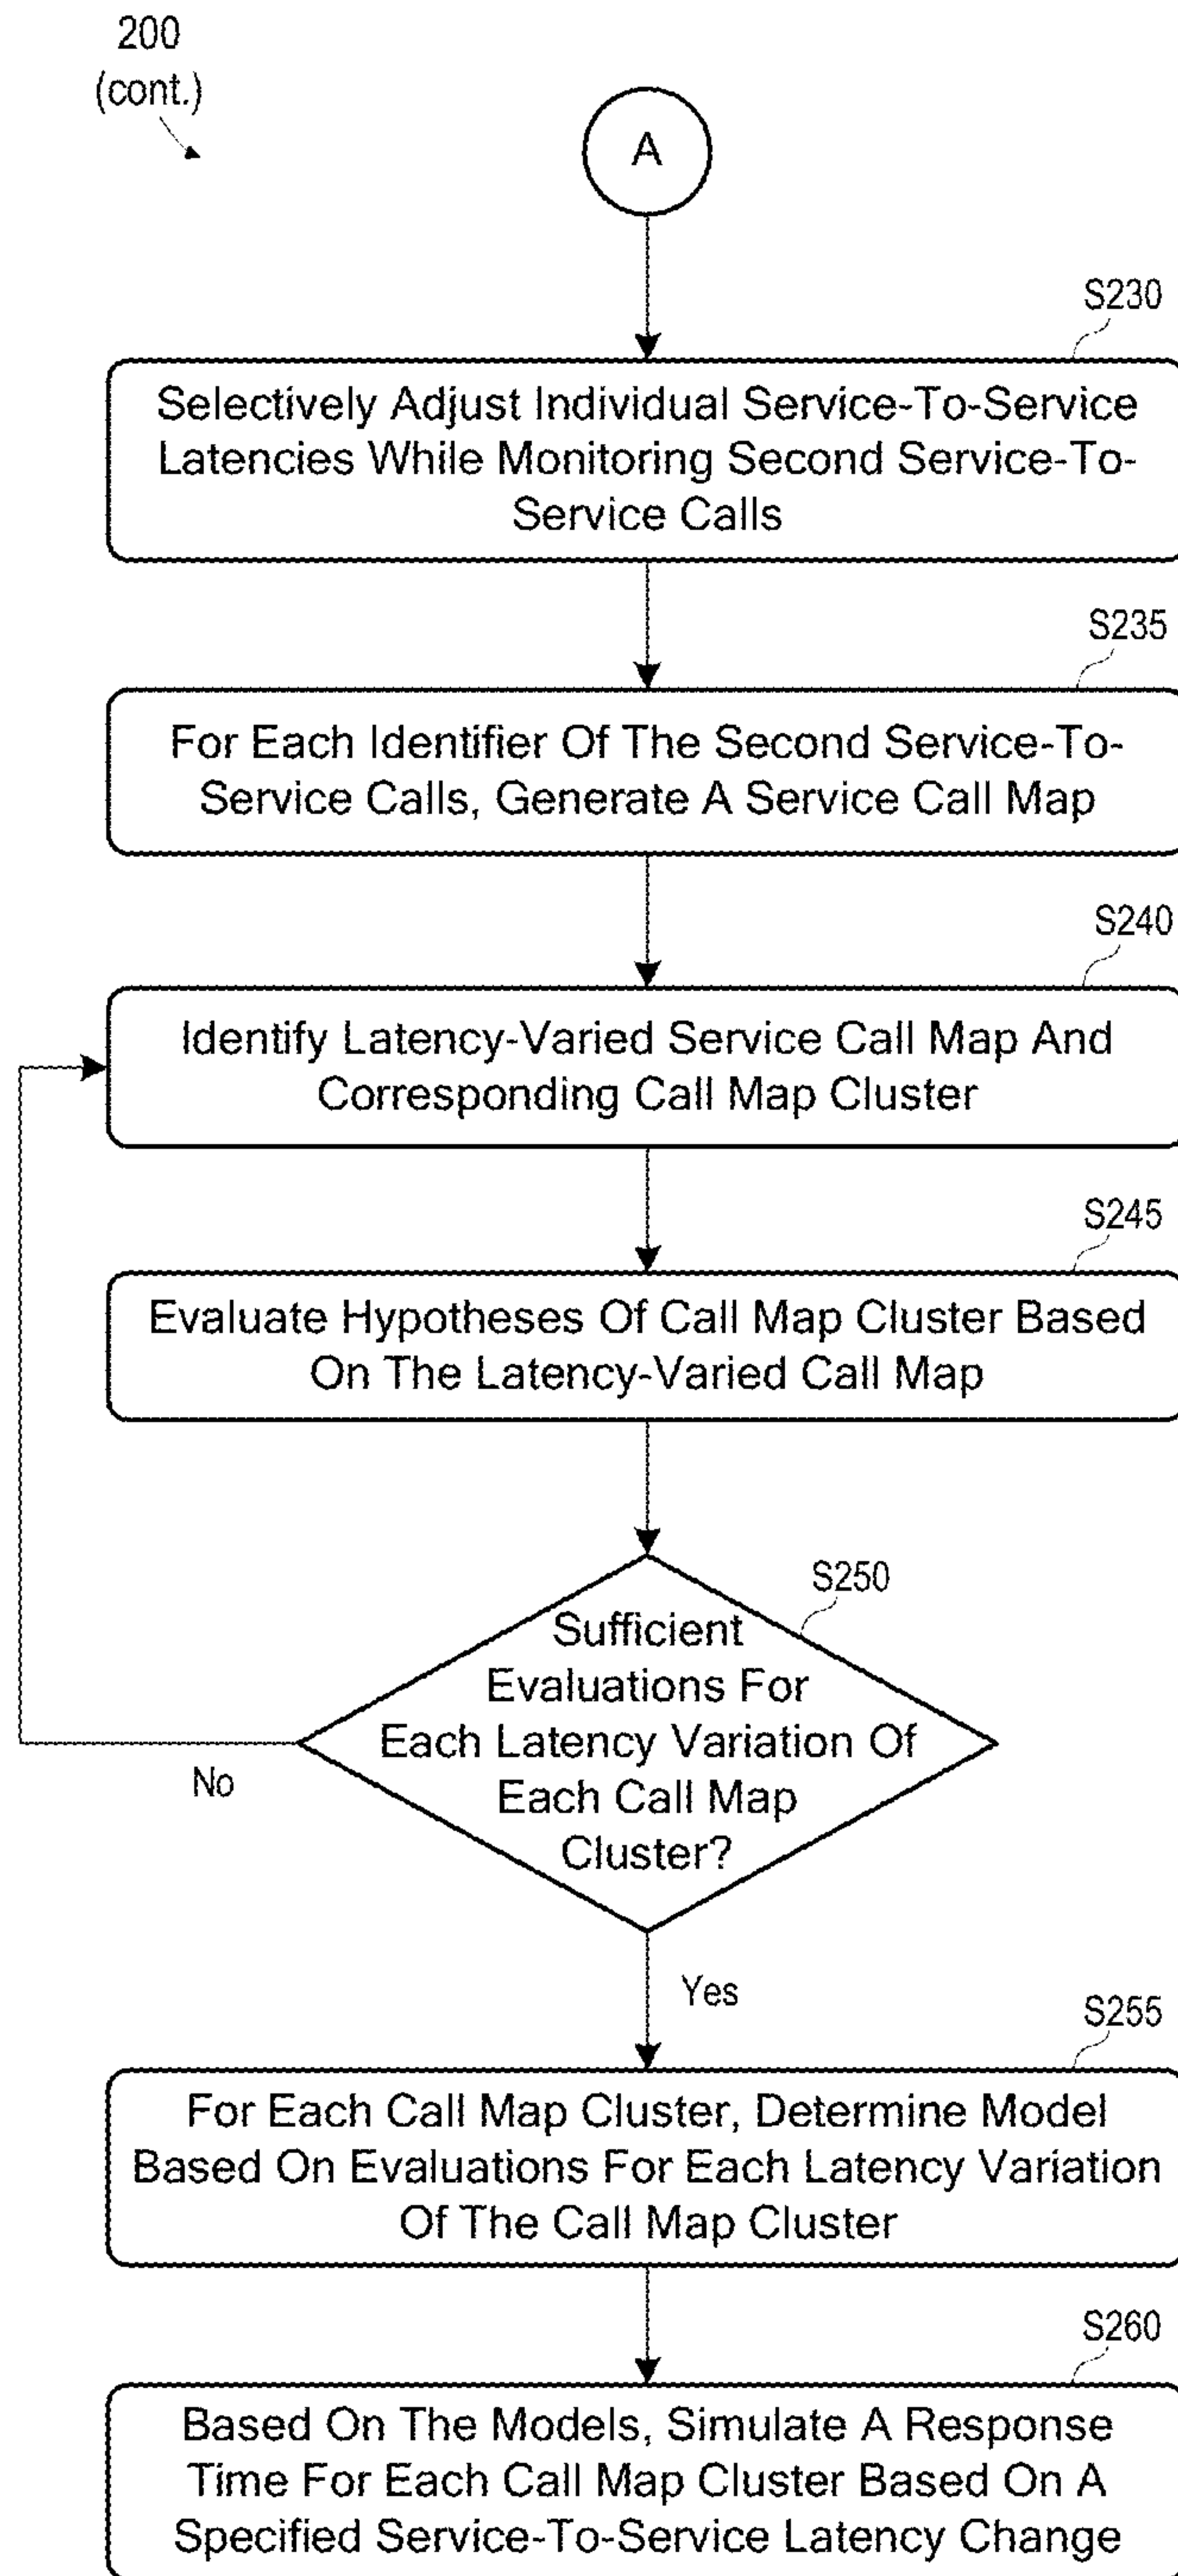 200
(cont.)
A
S230
Selectively Adjust Individual Service-To-Service
Latencies While Monitoring Second Service-To-
Service Calls
S235
For Each Identifier Of The Second Service-To-
Service Calls, Generate A Service Call Map
S240
Identify Latency-Varied Service Call Map And
Corresponding Call Map Cluster
S245
Evaluate Hypotheses Of Call Map Cluster Based
On The Latency-Varied Call Map
S250
Sufficient
Evaluations For
Each Latency Variation Of
Each Call Map
Cluster?
No
Yes
S255
For Each Call Map Cluster, Determine Model
Based On Evaluations For Each Latency Variation
Of The Call Map Cluster
S260
Based On The Models, Simulate A Response
Time For Each Call Map Cluster Based On A
Specified Service-To-Service Latency Change